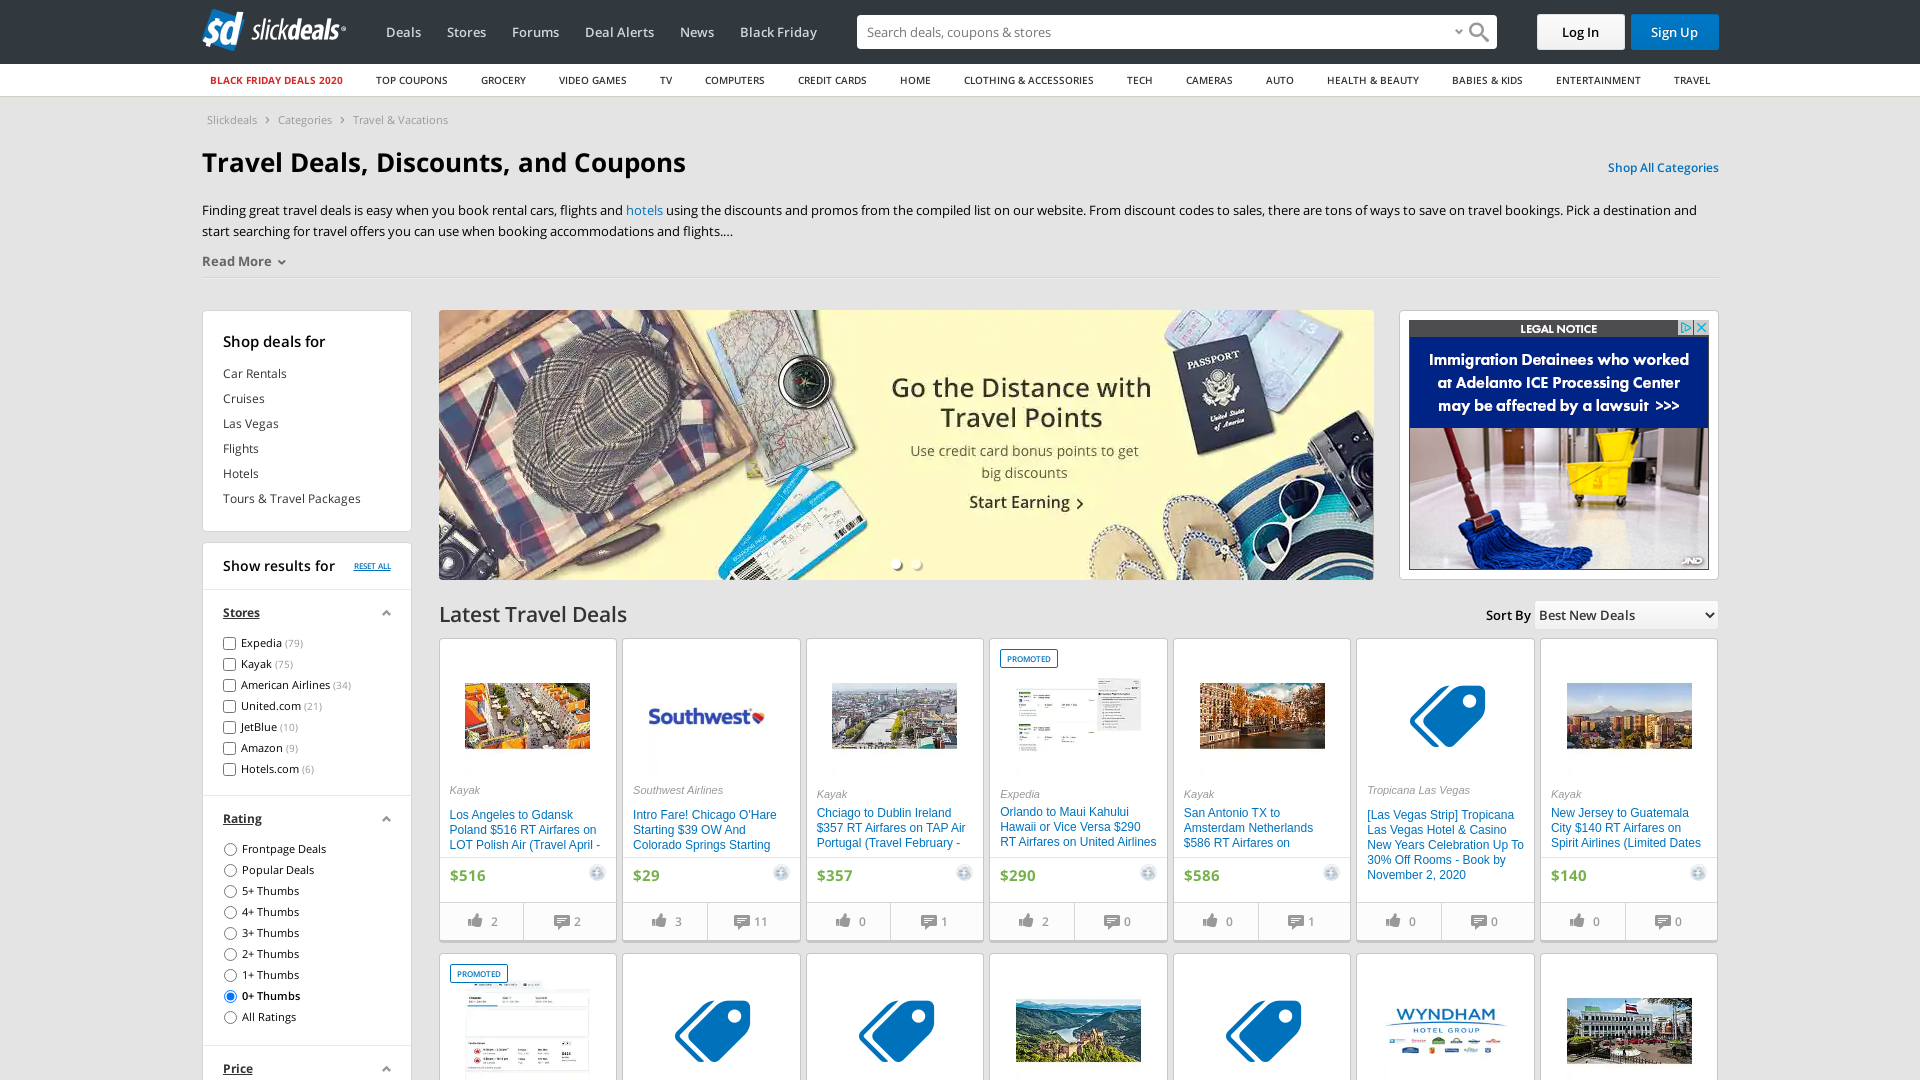 slickdeals
Deals
Stores
Forums
Deal Alerts
News
Black Friday
Search deals, coupons & stores
Log In
Sign Up
BLACK FRIDAY DEALS 2020
TOP COUPONS
GROCERY
VIDEO GAMES
TV
COMPUTERS
CREDIT CARDS
HOME
CLOTHING & ACCESSORIES
TECH
CAMERAS
AUTO
HEALTH & BEAUTY
BABIES & KIDS
ENTERTAINMENT
TRAVEL
Slickdeals > Categories > Travel & Vacations
Travel Deals, Discounts, and Coupons
Shop All Categories
Finding great travel deals is easy when you book rental cars, flights and hotels using the discounts and promos from the compiled list on our website. From discount codes to sales, there are tons of ways to save on travel bookings. Pick a destination and
start searching for travel offers you can use when booking accommodations and flights....
Read More
Shop deals for
Car Rentals
Cruises
Las Vegas
Flights
Hotels
Tours & Travel Packages
PASSPORT
United States
of America
Go the Distance with
Travel Points
Use credit card bonus points to get
big discounts
Start Earning >
LEGAL NOTICE
Immigration Detainees who worked
at Adelanto ICE Processing Center
may be affected by a lawsuit >>>
JND
Show results for
RESET ALL
Stores
Expedia (79)
Kayak (75)
American Airlines (34)
United.com (21)
JetBlue (10)
Amazon (9)
Hotels.com (6)
Rating
Frontpage Deals
Popular Deals
5+ Thumbs
4+ Thumbs
3+ Thumbs
2+ Thumbs
1+ Thumbs
0+ Thumbs
All Ratings
Price
Latest Travel Deals
Sort By Best New Deals
Kayak
Los Angeles to Gdansk
Poland $516 RT Airfares on
LOT Polish Air (Travel April -
$516
2
2
Southwest
Southwest Airlines
Intro Fare! Chicago O'Hare
Starting $39 OW And
Colorado Springs Starting
$29
3
11
Kayak
Chciago to Dublin Ireland
$357 RT Airfares on TAP Air
Portugal (Travel February -
$357
0
1
PROMOTED
Expedia
Orlando to Maui Kahului
Hawaii or Vice Versa $290
RT Airfares on United Airlines
$290
2
0
Kayak
San Antonio TX to
Amsterdam Netherlands
$586 RT Airfares on
$586
0
1
Tropicana Las Vegas
[Las Vegas Strip] Tropicana
Las Vegas Hotel & Casino
New Years Celebration Up To
30% Off Rooms - Book by
November 2, 2020
0
0
Kayak
New Jersey to Guatemala
City $140 RT Airfares on
Spirit Airlines (Limited Dates
$140
0
0
PROMOTED
WYNDHAM
HOTEL GROUP